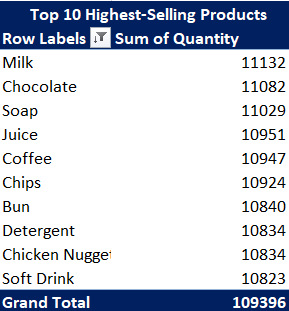 Top 10 Highest-Selling Products
Row Labels Sum of Quantity
Milk 11132
Chocolate 11082
Soap 11029
Juice 10951
Coffee 10947
Chips 10924
Bun 10840
Detergent 10834
Chicken Nugget 10834
Soft Drink 10823
Grand Total 109396